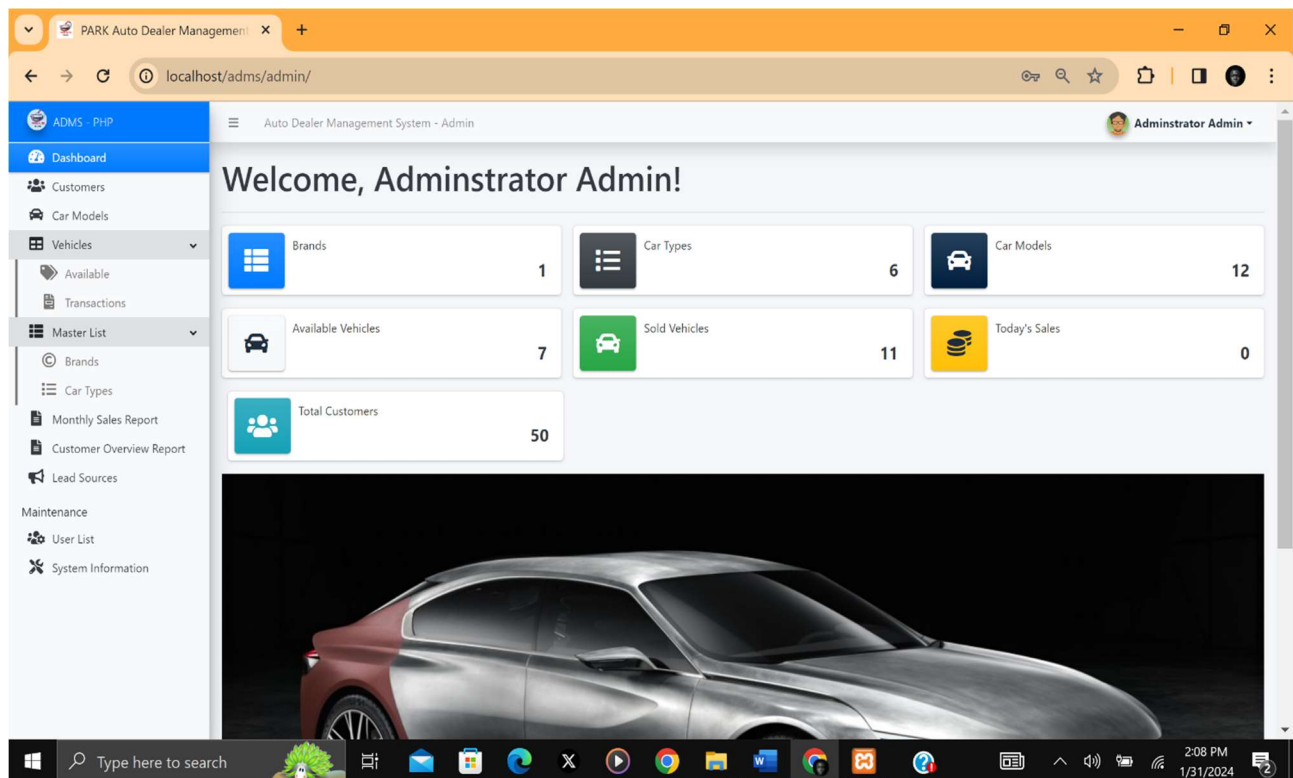 PARK Auto Dealer Management
localhost/adms/admin/
ADMS - PHP
Auto Dealer Management System - Admin
Adminstrator Admin
Dashboard
Customers
Car Models
Vehicles
Available
Transactions
Master List
Brands
Car Types
Monthly Sales Report
Customer Overview Report
Lead Sources
Maintenance
User List
System Information
Welcome, Adminstrator Admin!
Brands
1
Car Types
6
Car Models
12
Available Vehicles
7
Sold Vehicles
11
Today's Sales
0
Total Customers
50
Type here to search
2:08 PM
1/31/2024
2